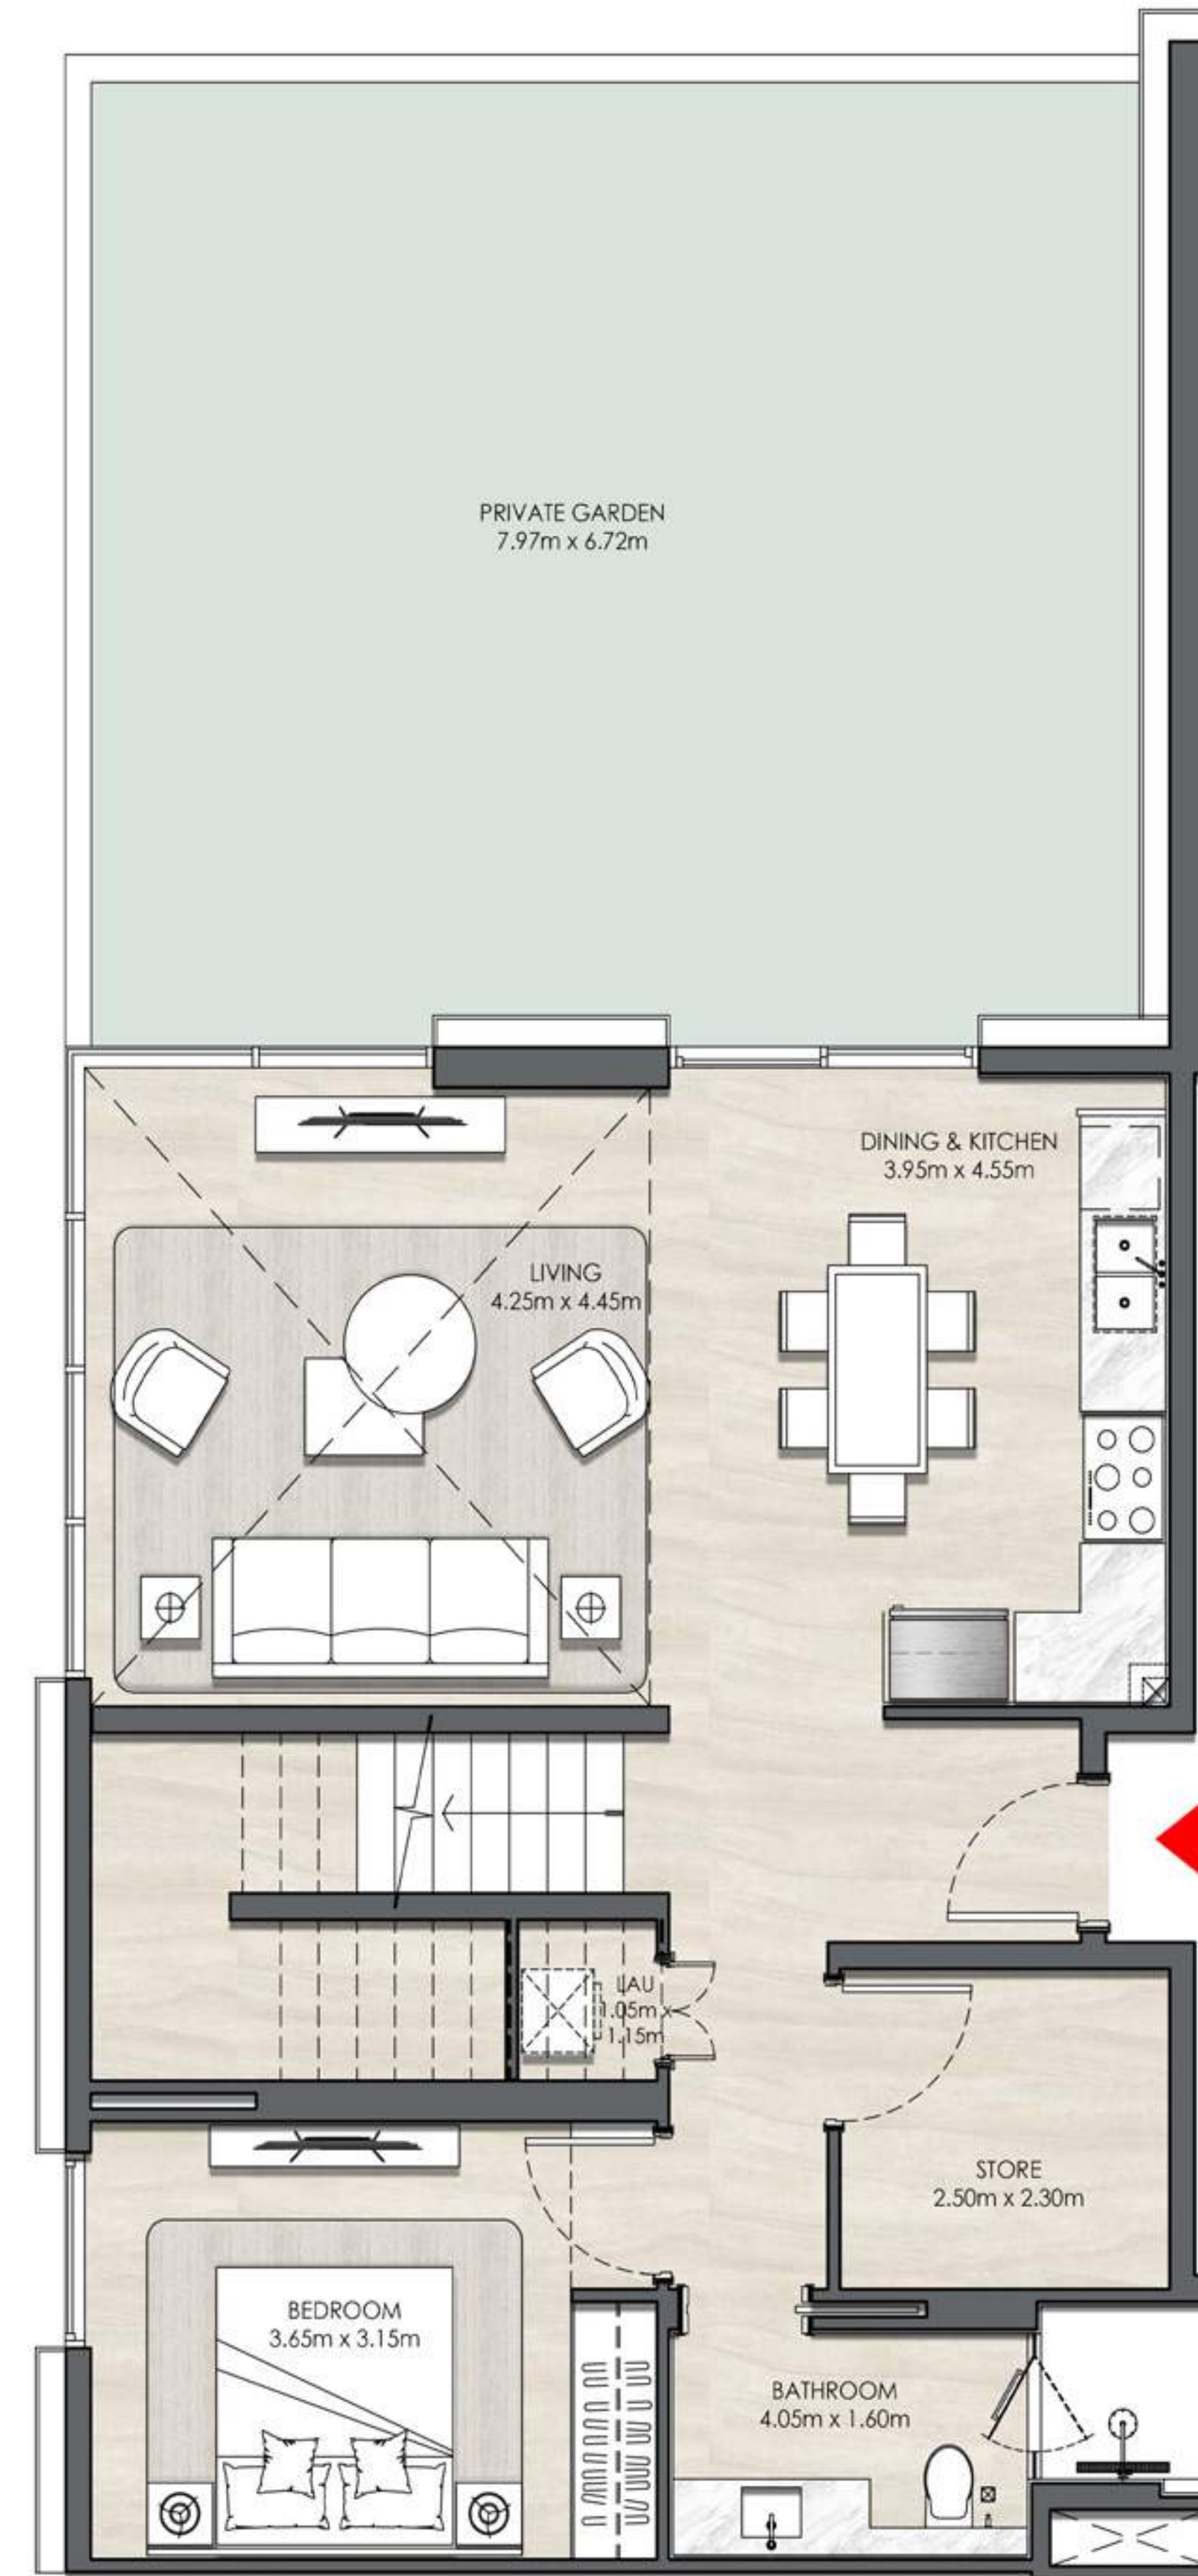 PRIVATE GARDEN
7.97m x 6.72m
DINING & KITCHEN
3.95m x 4.55m
LIVING
4.25m x 4.45m
LAU
1.05m x
1.15m
STORE
2.50m x 2.30m
BEDROOM
3.65m x 3.15m
BATHROOM
4.05m x 1.60m